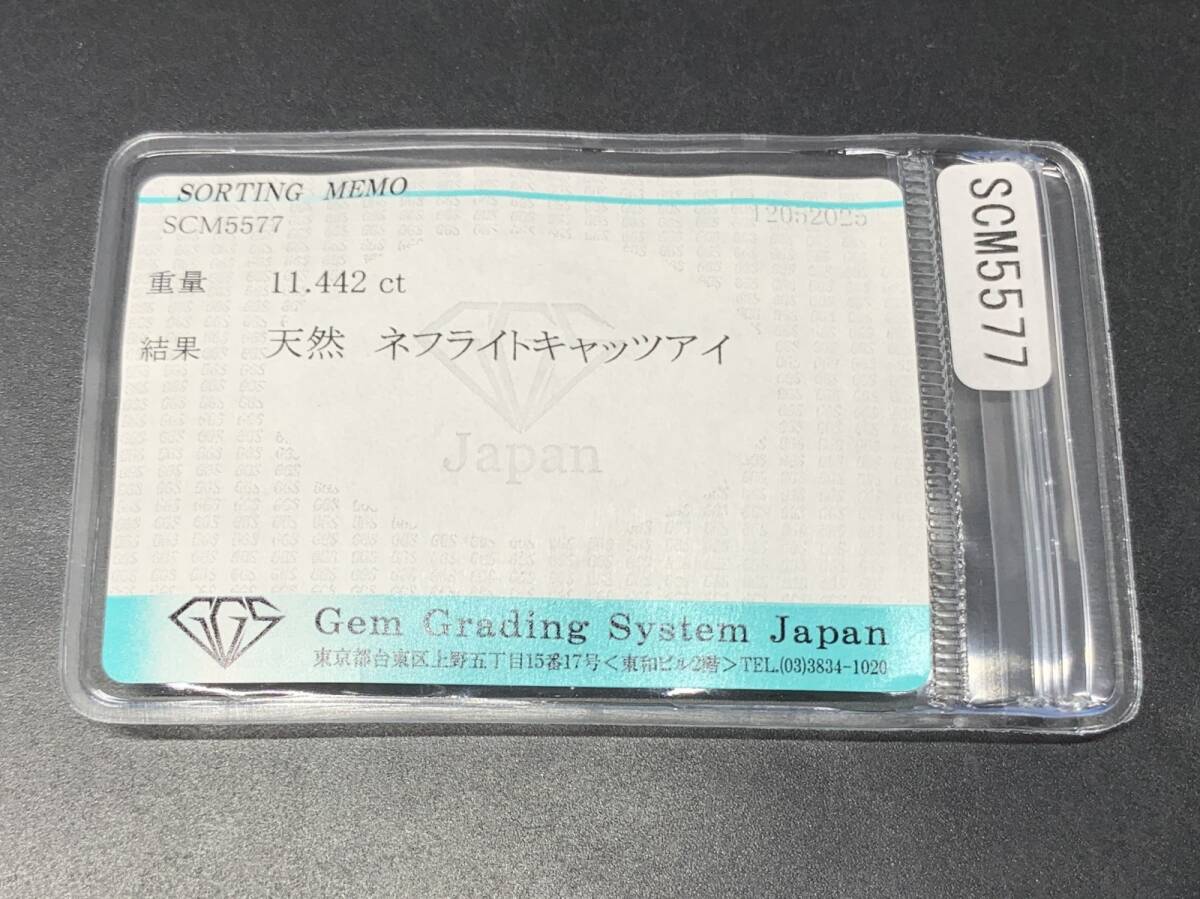 SORTING MEMO
SCM5577 12052025
重量 11.442 ct
結果 天然 ネフライトキャッツアイ
Japan
GGS Gem Grading System Japan
東京都台東区上野五丁目15番17号<東和ビル2階>TEL.(03)3834-1020
SCM5577